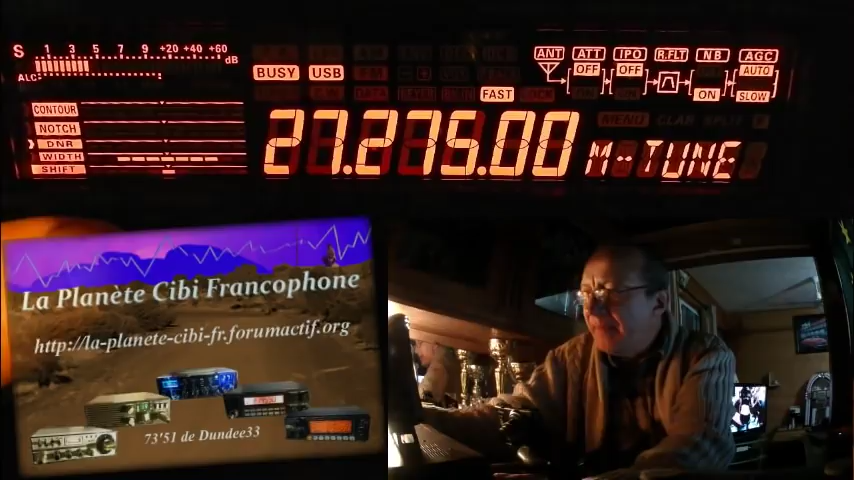 S 1 3 5 7 9 +20 +40 +60 dB
ALC
BUSY USB
FAST
ANT ATT IPO R.FLT NB AGC
OFF OFF AUTO
ON SLOW
CONTOUR
NOTCH
DNR
WIDTH
SHIFT
27.275.00
M-TUNE
MENU
La Planète Cibi Francophone
http://la-planete-cibi-fr.forumactif.org
73'51 de Dundee33